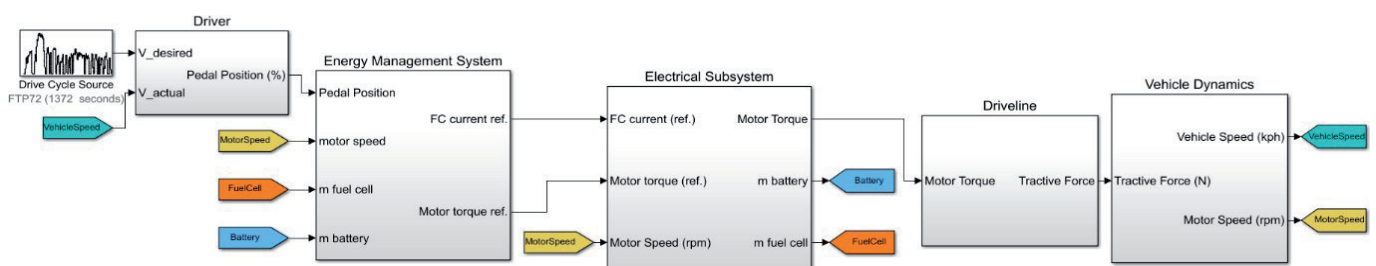 Driver
V_desired
Pedal Position (%)
V_actual
Drive Cycle Source
FTP72 (1372 seconds)
VehicleSpeed
Energy Management System
Pedal Position
FC current ref.
motor speed
m fuel cell
Motor torque ref.
m battery
MotorSpeed
FuelCell
Battery
Electrical Subsystem
FC current (ref.)
Motor Torque
Motor torque (ref.)
m battery
Motor Speed (rpm)
m fuel cell
MotorSpeed
Battery
FuelCell
Driveline
Motor Torque
Tractive Force
Vehicle Dynamics
Vehicle Speed (kph)
Tractive Force (N)
Motor Speed (rpm)
VehicleSpeed
MotorSpeed